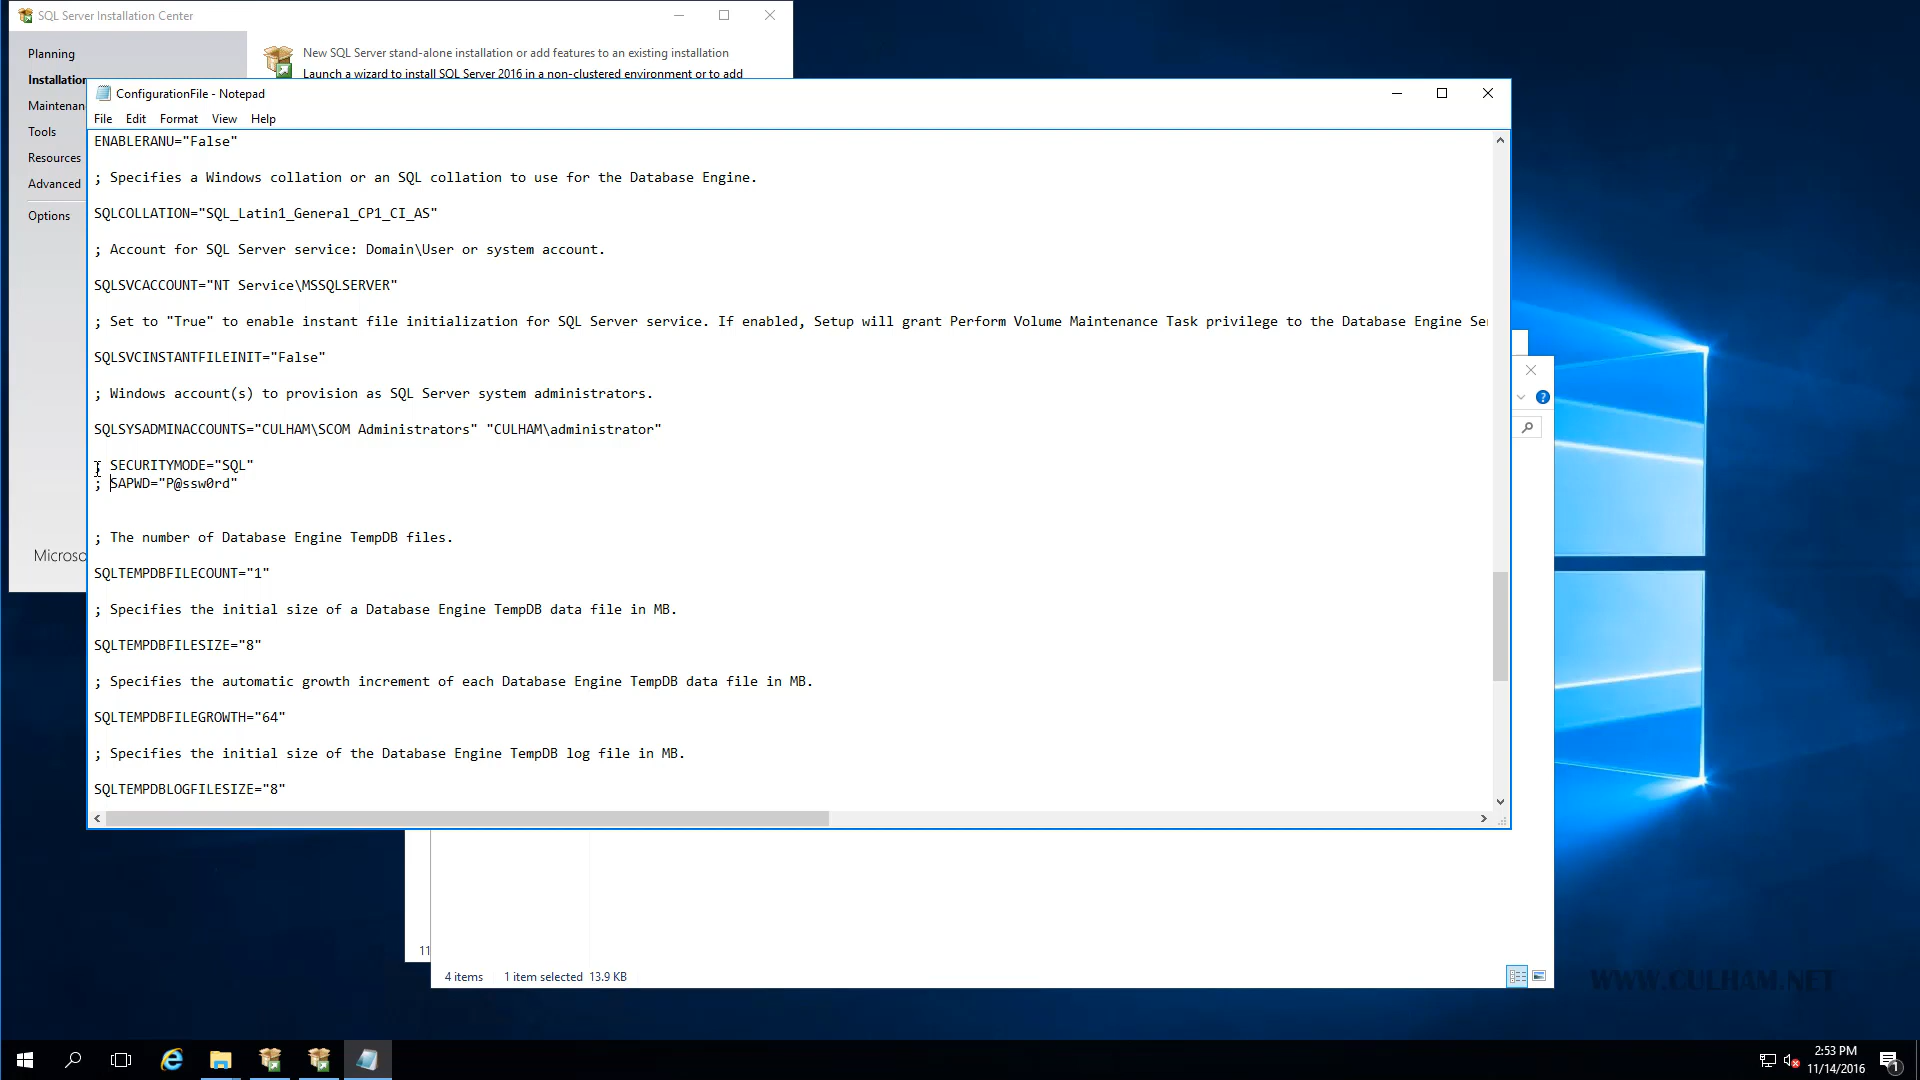 SQL Server Installation Center
Planning
New SQL Server stand-alone installation or add features to an existing installation
Installation
Launch a wizard to install SQL Server 2016 in a non-clustered environment or to add
ConfigurationFile - Notepad
Maintenan
File Edit Format View Help
Tools
ENABLERANU="False"
Resources
; Specifies a Windows collation or an SQL collation to use for the Database Engine.
Advanced
SQLCOLLATION="SQL_Latin1_General_CP1_CI_AS"
Options
; Account for SQL Server service: Domain\User or system account.
SQLSVCACCOUNT="NT Service\MSSQLSERVER"
; Set to "True" to enable instant file initialization for SQL Server service. If enabled, Setup will grant Perform Volume Maintenance Task privilege to the Database Engine Se
SQLSVCINSTANTFILEINIT="False"
; Windows account(s) to provision as SQL Server system administrators.
SQLSYSADMINACCOUNTS="CULHAM\SCOM Administrators" "CULHAM\administrator"
; SECURITYMODE="SQL"
; SAPWD="P@ssw0rd"
; The number of Database Engine TempDB files.
Microso
SQLTEMPDBFILECOUNT="1"
; Specifies the initial size of a Database Engine TempDB data file in MB.
SQLTEMPDBFILESIZE="8"
; Specifies the automatic growth increment of each Database Engine TempDB data file in MB.
SQLTEMPDBFILEGROWTH="64"
; Specifies the initial size of the Database Engine TempDB log file in MB.
SQLTEMPDBLOGFILESIZE="8"
11
4 items 1 item selected 13.9 KB
WWW.CULHAM.NET
2:53 PM
11/14/2016
1